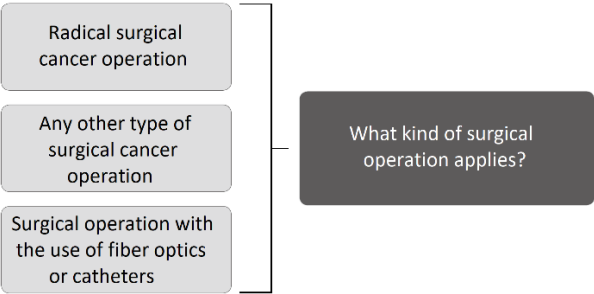 Radical surgical
cancer operation
Any other type of
surgical cancer
operation
Surgical operation with
the use of fiber optics
or catheters
What kind of surgical
operation applies?